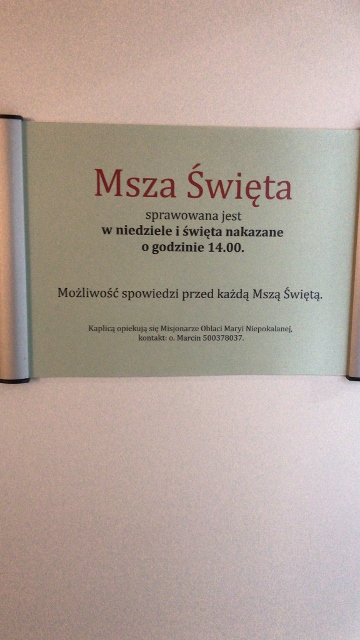 Msza Święta
sprawowana jest
w niedziele i święta nakazane
o godzinie 14.00.
Możliwość spowiedzi przed każdą Mszą Świętą.
Kaplicą opiekują się Misjonarze Oblaci Maryi Niepokalanej,
kontakt: o. Marcin 500378037.